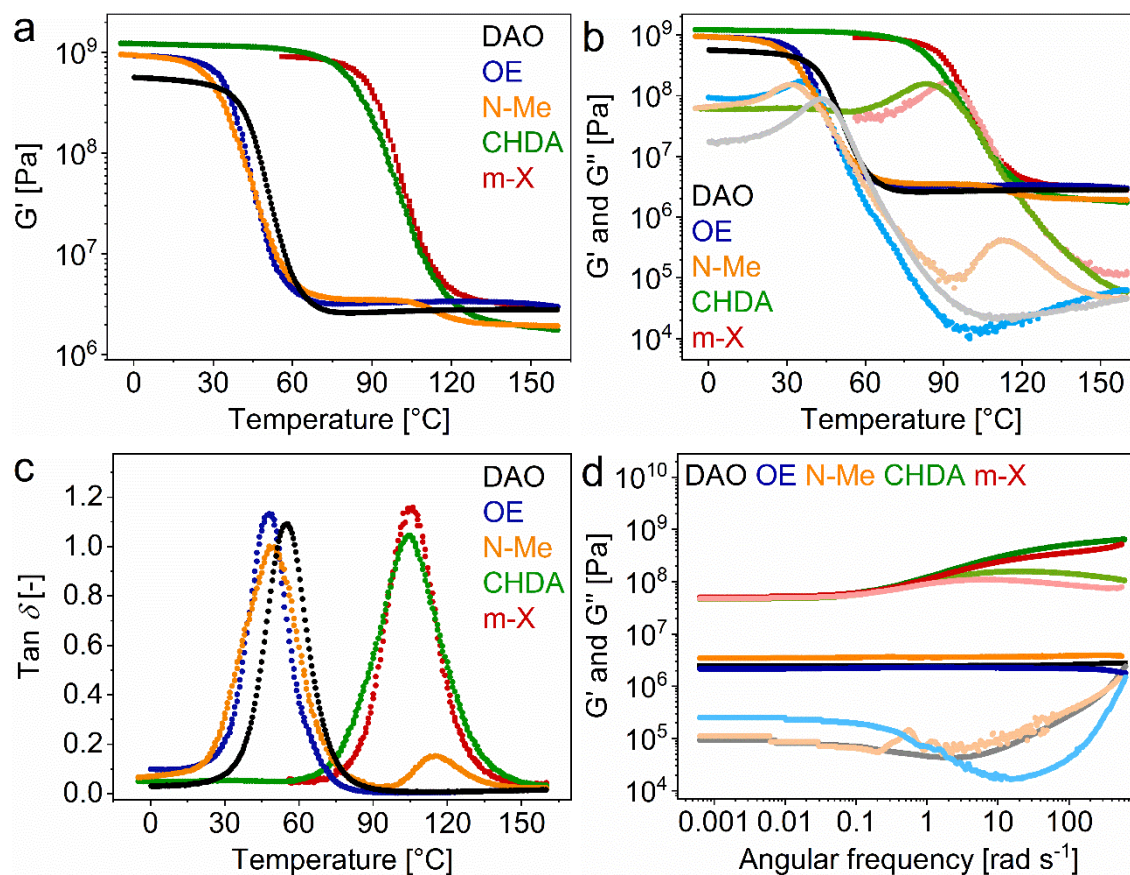 a
G' [Pa]
10⁹
10⁸
10⁷
10⁶
DAO
OE
N-Me
CHDA
m-X
0 30 60 90 120 150
Temperature [°C]
b
G' and G" [Pa]
10⁹
10⁸
10⁷
10⁶
10⁵
10⁴
DAO
OE
N-Me
CHDA
m-X
0 30 60 90 120 150
Temperature [°C]
c
Tan δ [-]
1.2
1.0
0.8
0.6
0.4
0.2
0.0
DAO
OE
N-Me
CHDA
m-X
0 30 60 90 120 150
Temperature [°C]
d
G' and G" [Pa]
10¹⁰
10⁹
10⁸
10⁷
10⁶
10⁵
10⁴
DAO OE N-Me CHDA m-X
0.001 0.01 0.1 1 10 100
Angular frequency [rad s⁻¹]